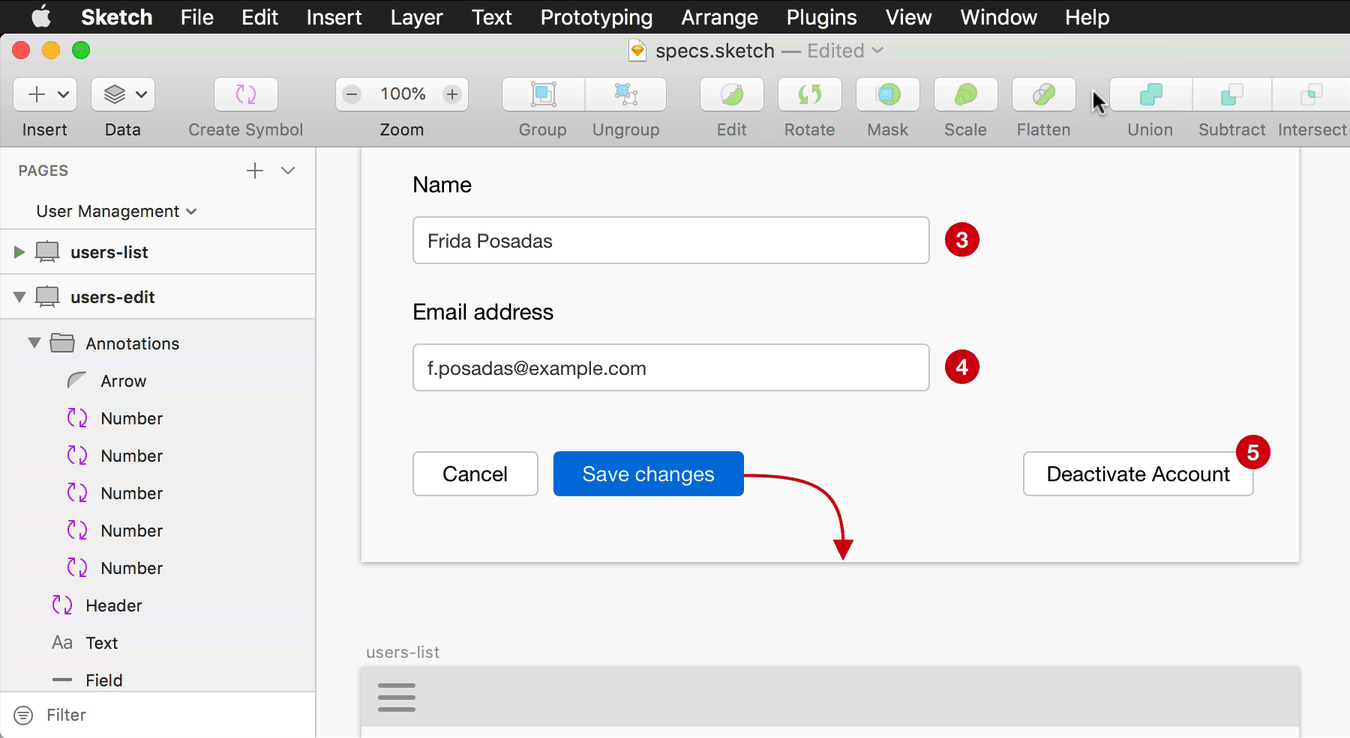 Sketch File Edit Insert Layer Text Prototyping Arrange Plugins View Window Help
specs.sketch — Edited
100%
Insert Data Create Symbol Zoom Group Ungroup Edit Rotate Mask Scale Flatten Union Subtract Intersect
PAGES
User Management
users-list
users-edit
Annotations
Arrow
Number
Number
Number
Number
Number
Header
Aa Text
Field
Filter
Name
Frida Posadas
3
Email address
f.posadas@example.com
4
Cancel Save changes Deactivate Account 5
users-list